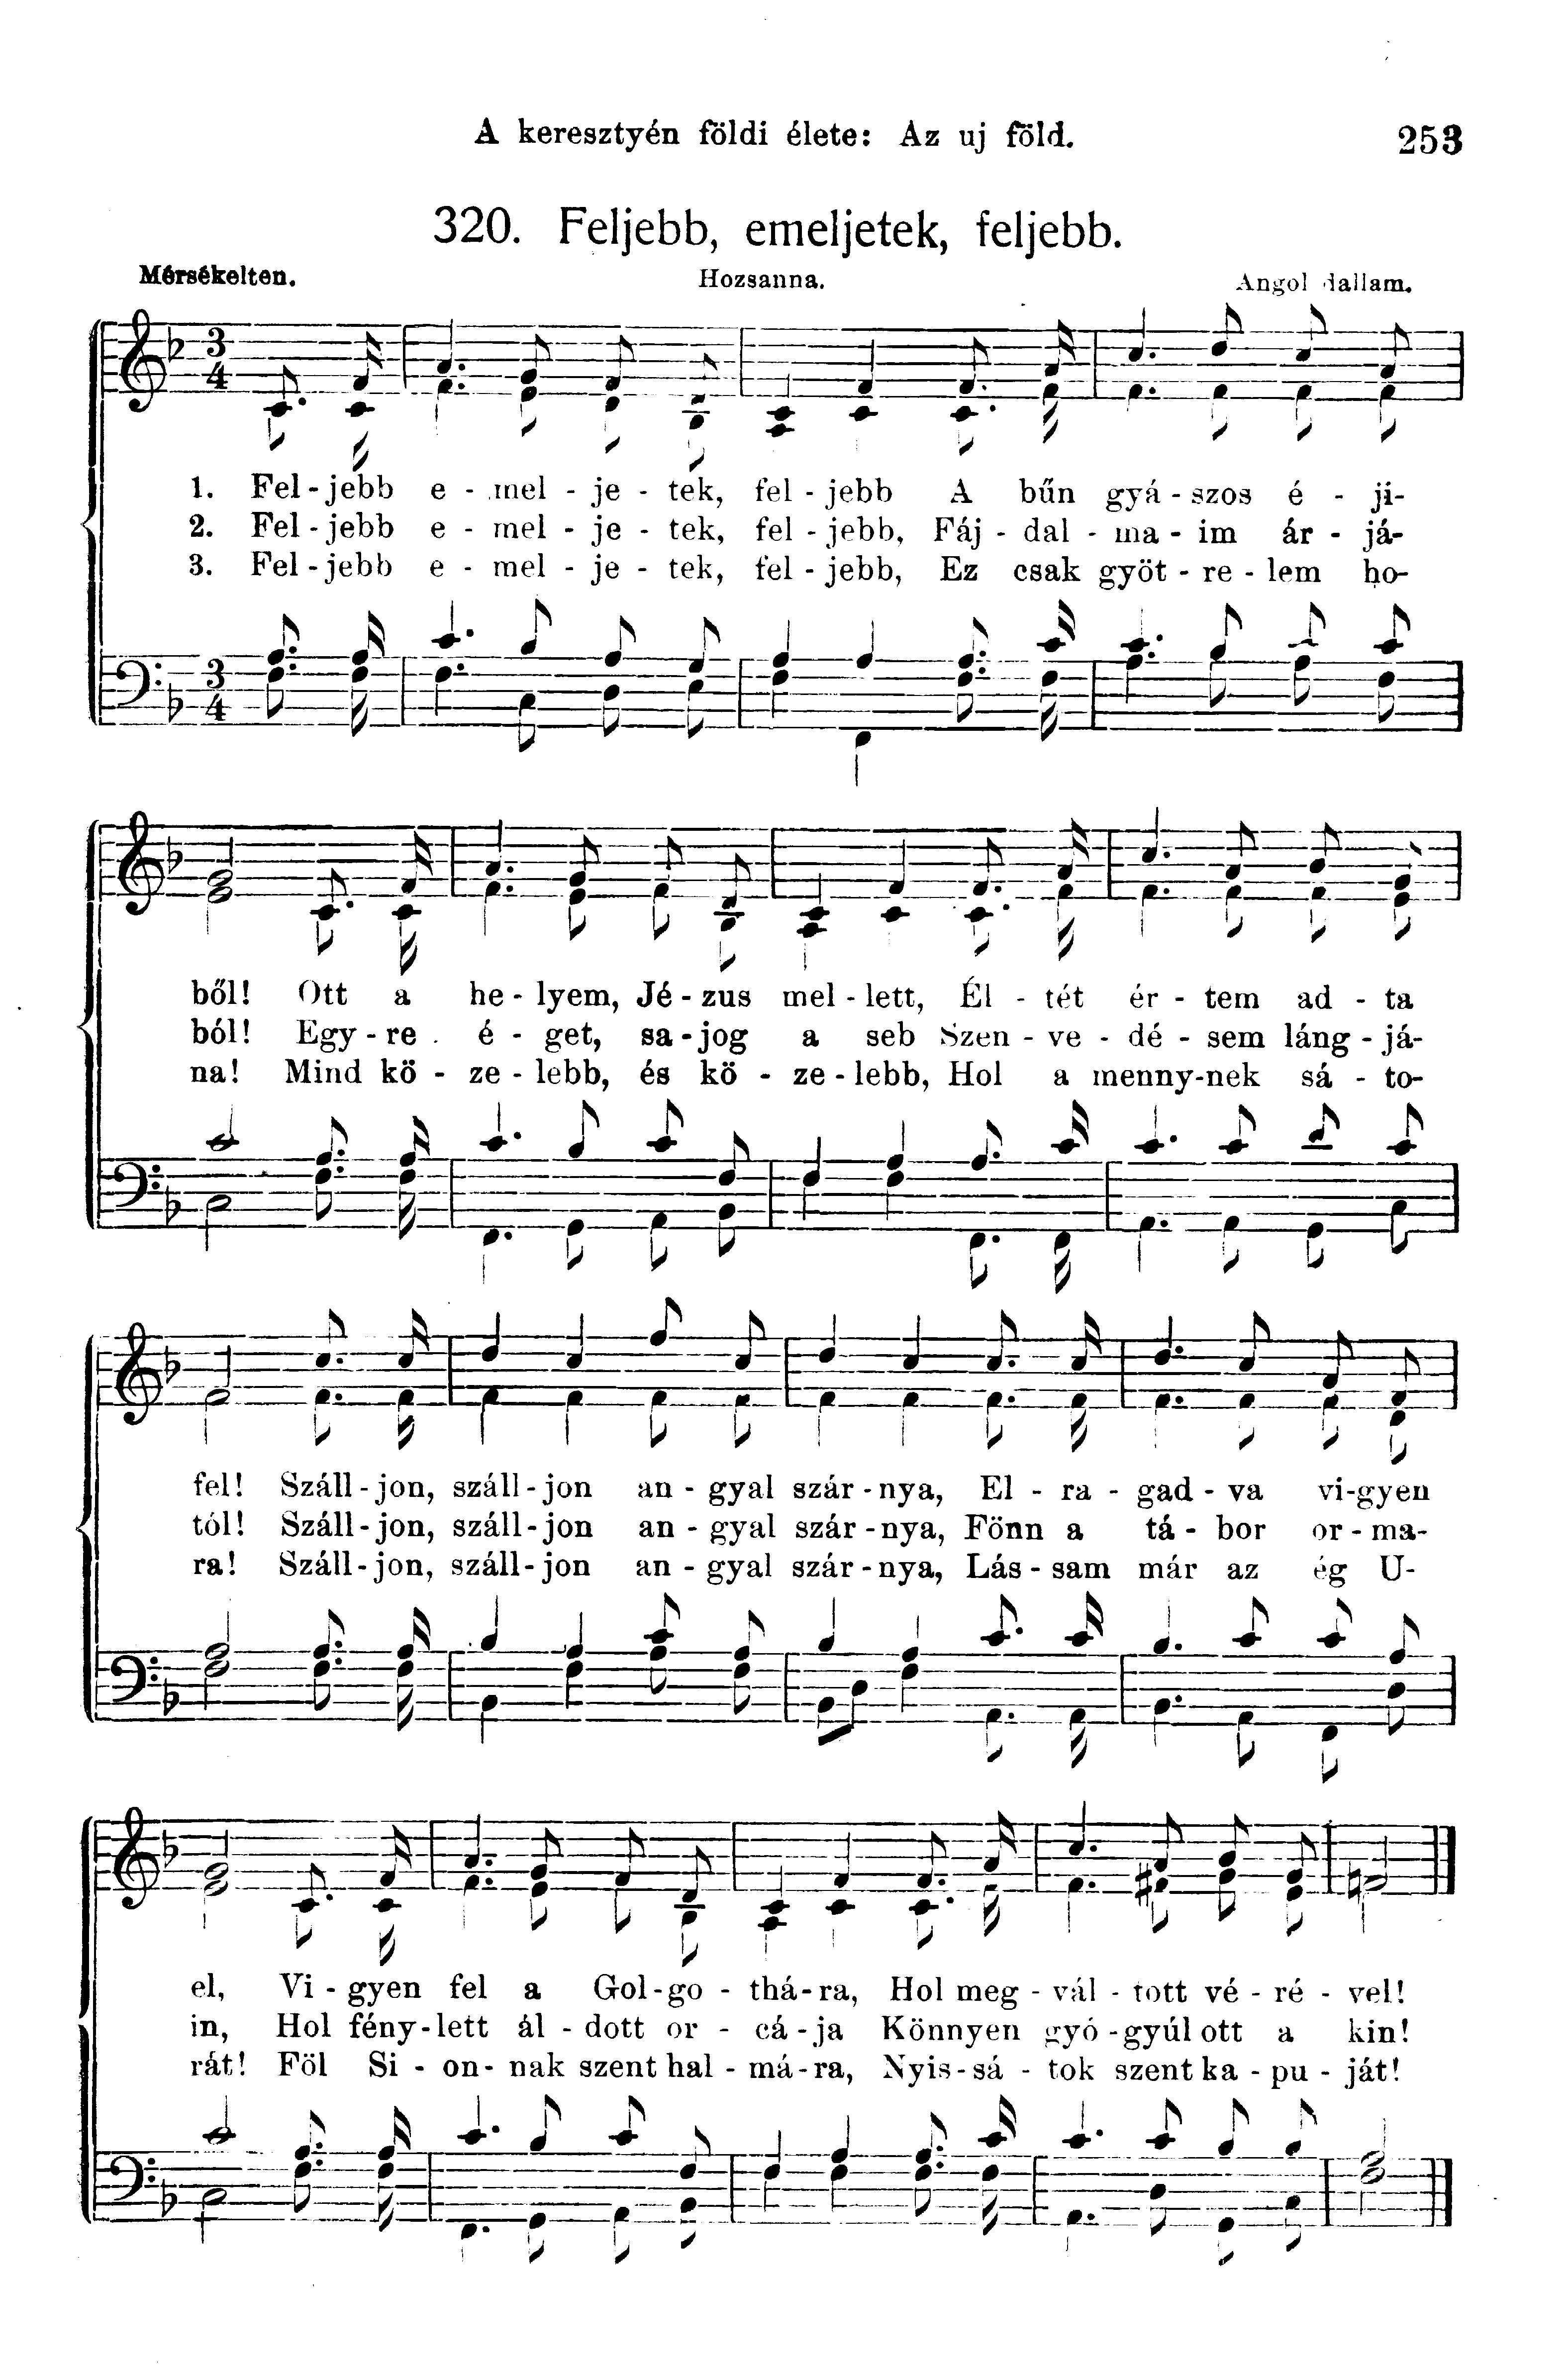 A keresztyén földi élete: Az uj föld. 253
320. Feljebb, emeljetek, feljebb.
Mérsékelten. Hozsanna. Angol dallam.
1. Fel-jebb e - mel - je - tek, fel - jebb A bűn gyá - szos é - ji-
2. Fel-jebb e - mel - je - tek, fel - jebb, Fáj - dal - ma - im ár - já-
3. Fel-jebb e - mel - je - tek, fel - jebb, Ez csak gyöt - re - lem ho-
ből! Ott a he - lyem, Jé - zus mel - lett, Él - tét ér - tem ad - ta
ból! Egy - re é - get, sa - jog a seb Szen - ve - dé - sem láng - já-
na! Mind kö - ze - lebb, és kö - ze - lebb, Hol a menny-nek sá - to-
fel! Száll - jon, száll - jon an - gyal szár - nya, El - ra - gad - va vi-gyen
tól! Száll - jon, száll - jon an - gyal szár - nya, Fönn a tá - bor or - ma-
ra! Száll - jon, száll - jon an - gyal szár - nya, Lás - sam már az ég U-
el, Vi - gyen fel a Gol - go - thá - ra, Hol meg - vál - tott vé - ré - vel!
in, Hol fény - lett ál - dott or - cá - ja Könnyen gyó - gyúl ott a kin!
rát! Föl Si - on - nak szent hal - má - ra, Nyis - sá - tok szent ka - pu - ját!